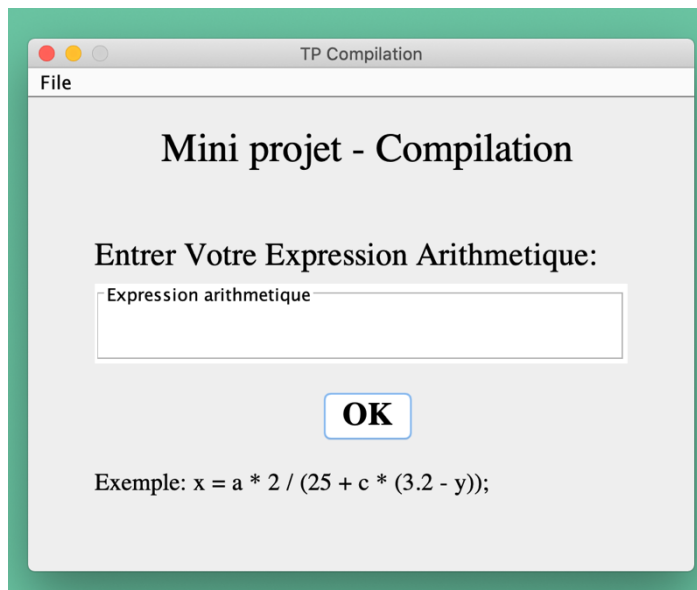 TP Compilation
File
Mini projet - Compilation
Entrer Votre Expression Arithmetique:
Expression arithmetique
OK
Exemple: x = a * 2 / (25 + c * (3.2 - y));